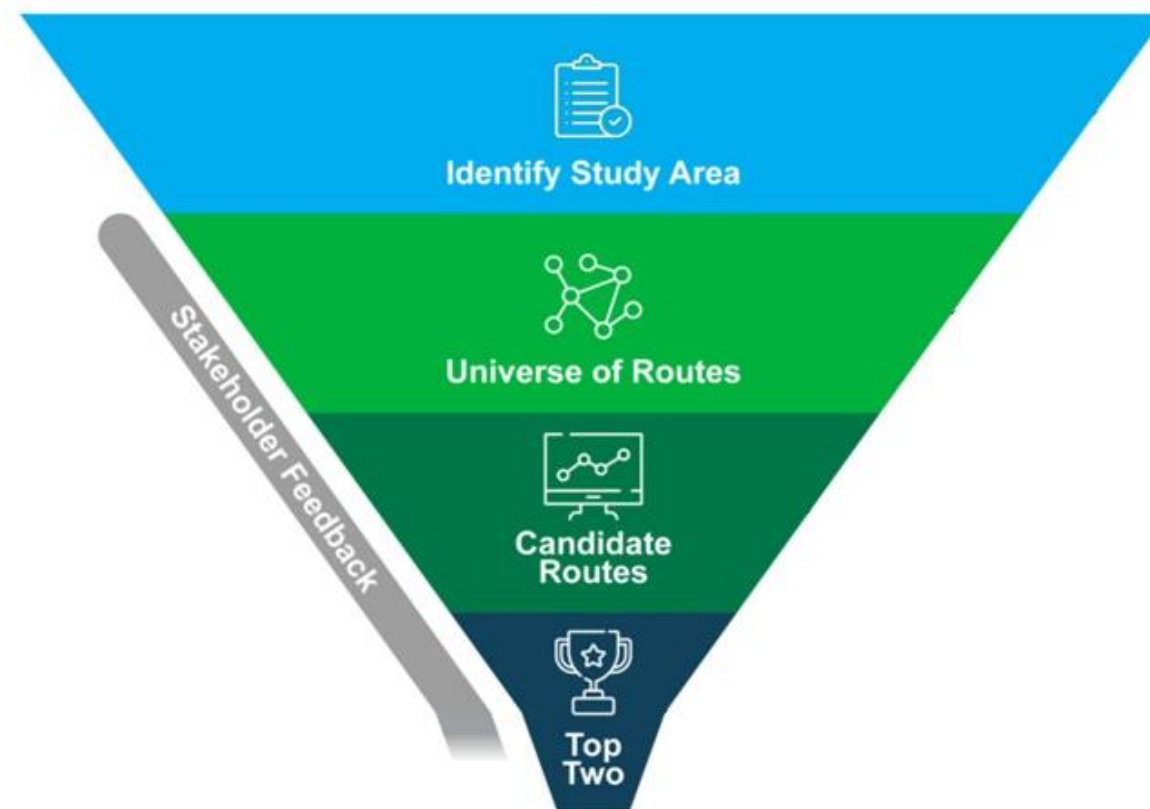 Identify Study Area
Universe of Routes
Stakeholder Feedback
Candidate
Routes
Top
Two